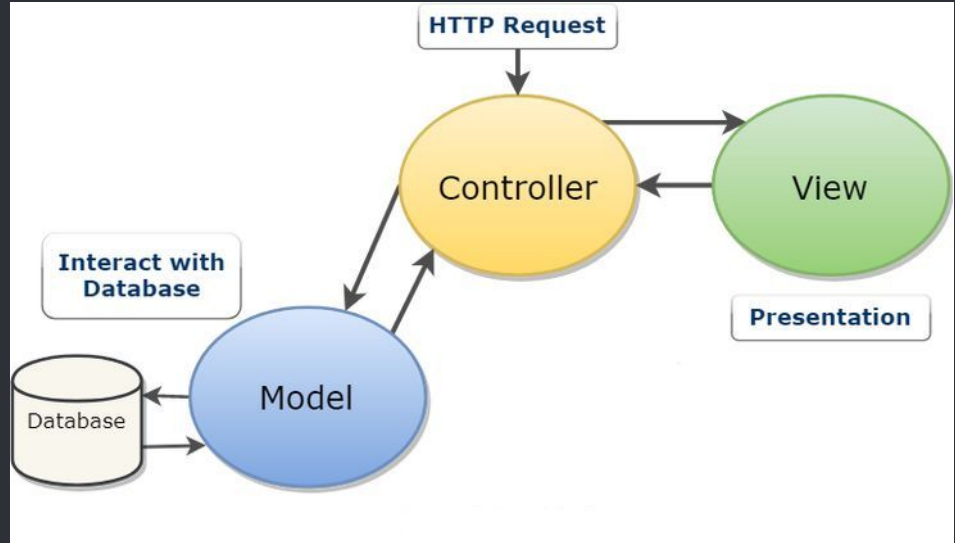 HTTP Request
Controller
View
Interact with
Database
Presentation
Model
Database